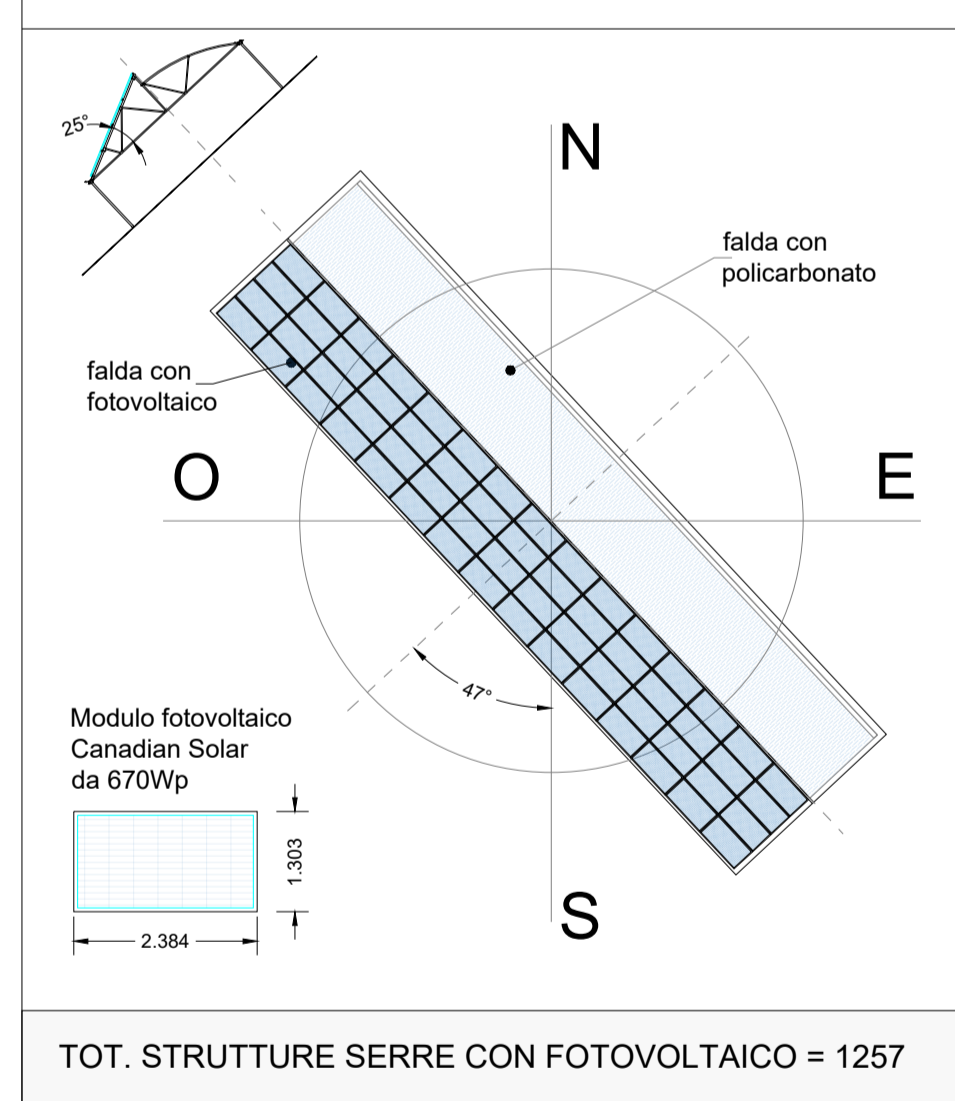 25°
N
falda con
policarbonato
falda con
fotovoltaico
O
E
47°
Modulo fotovoltaico
Canadian Solar
da 670Wp
1.303
2.384
S
TOT. STRUTTURE SERRE CON FOTOVOLTAICO = 1257